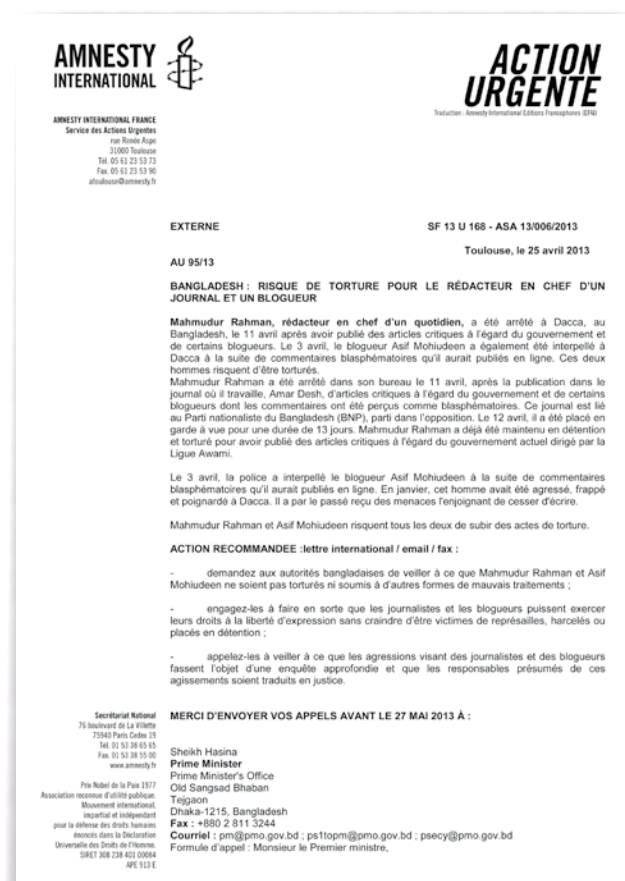 AMNESTY
INTERNATIONAL
ACTION
URGENTE
Traduction : Amnesty International Editions Francophones (EFAI)
AMNESTY INTERNATIONAL FRANCE
Service des Actions Urgentes
rue Renée Aspe
31000 Toulouse
Tél. 05 61 23 53 73
Fax. 05 61 23 53 90
atoulouse@amnesty.fr
EXTERNE SF 13 U 168 - ASA 13/006/2013
Toulouse, le 25 avril 2013
AU 95/13
BANGLADESH : RISQUE DE TORTURE POUR LE RÉDACTEUR EN CHEF D'UN
JOURNAL ET UN BLOGUEUR
Mahmudur Rahman, rédacteur en chef d'un quotidien, a été arrêté à Dacca, au
Bangladesh, le 11 avril après avoir publié des articles critiques à l'égard du gouvernement et
de certains blogueurs. Le 3 avril, le blogueur Asif Mohiudeen a également été interpellé à
Dacca à la suite de commentaires blasphématoires qu'il aurait publiés en ligne. Ces deux
hommes risquent d'être torturés.
Mahmudur Rahman a été arrêté dans son bureau le 11 avril, après la publication dans le
journal où il travaille, Amar Desh, d'articles critiques à l'égard du gouvernement et de certains
blogueurs dont les commentaires ont été perçus comme blasphématoires. Ce journal est lié
au Parti nationaliste du Bangladesh (BNP), parti dans l'opposition. Le 12 avril, il a été placé en
garde à vue pour une durée de 13 jours. Mahmudur Rahman a déjà été maintenu en détention
et torturé pour avoir publié des articles critiques à l'égard du gouvernement actuel dirigé par la
Ligue Awami.
Le 3 avril, la police a interpellé le blogueur Asif Mohiudeen à la suite de commentaires
blasphématoires qu'il aurait publiés en ligne. En janvier, cet homme avait été agressé, frappé
et poignardé à Dacca. Il a par le passé reçu des menaces l'enjoignant de cesser d'écrire.
Mahmudur Rahman et Asif Mohiudeen risquent tous les deux de subir des actes de torture.
ACTION RECOMMANDEE :lettre international / email / fax :
- demandez aux autorités bangladaises de veiller à ce que Mahmudur Rahman et Asif
Mohiudeen ne soient pas torturés ni soumis à d'autres formes de mauvais traitements ;
- engagez-les à faire en sorte que les journalistes et les blogueurs puissent exercer
leurs droits à la liberté d'expression sans craindre d'être victimes de représailles, harcelés ou
placés en détention ;
- appelez-les à veiller à ce que les agressions visant des journalistes et des blogueurs
fassent l'objet d'une enquête approfondie et que les responsables présumés de ces
agissements soient traduits en justice.
MERCI D'ENVOYER VOS APPELS AVANT LE 27 MAI 2013 À :
Sheikh Hasina
Prime Minister
Prime Minister's Office
Old Sangsad Bhaban
Tejgaon
Dhaka-1215, Bangladesh
Fax : +880 2 811 3244
Courriel : pm@pmo.gov.bd ; ps1topm@pmo.gov.bd ; psecy@pmo.gov.bd
Formule d'appel : Monsieur le Premier ministre,
Secrétariat National
76 boulevard de La Villette
75940 Paris Cedex 19
Tél. 01 53 38 65 65
Fax. 01 53 38 55 00
www.amnesty.fr
Prix Nobel de la Paix 1977
Association reconnue d'utilité publique.
Mouvement international,
impartial et indépendant
pour la défense des droits humains
énoncés dans la Déclaration
Universelle des Droits de l'Homme.
SIRET 308 238 401 00084
APE 913 E